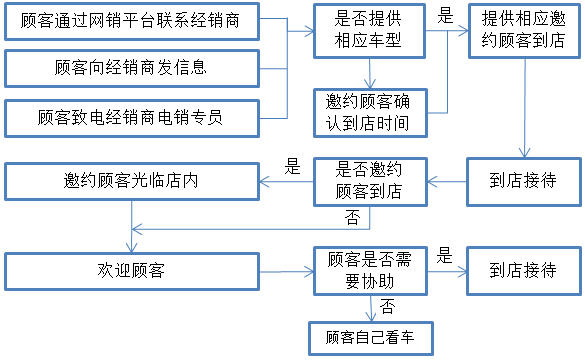 顾客通过网销平台联系经销商
是否提供
相应车型
是
提供相应邀
约顾客到店
顾客向经销商发信息
邀约顾客确
认到店时间
顾客致电经销商电销专员
邀约顾客光临店内
是
是否邀约
顾客到店
到店接待
否
欢迎顾客
顾客是否需
要协助
是
到店接待
否
顾客自己看车